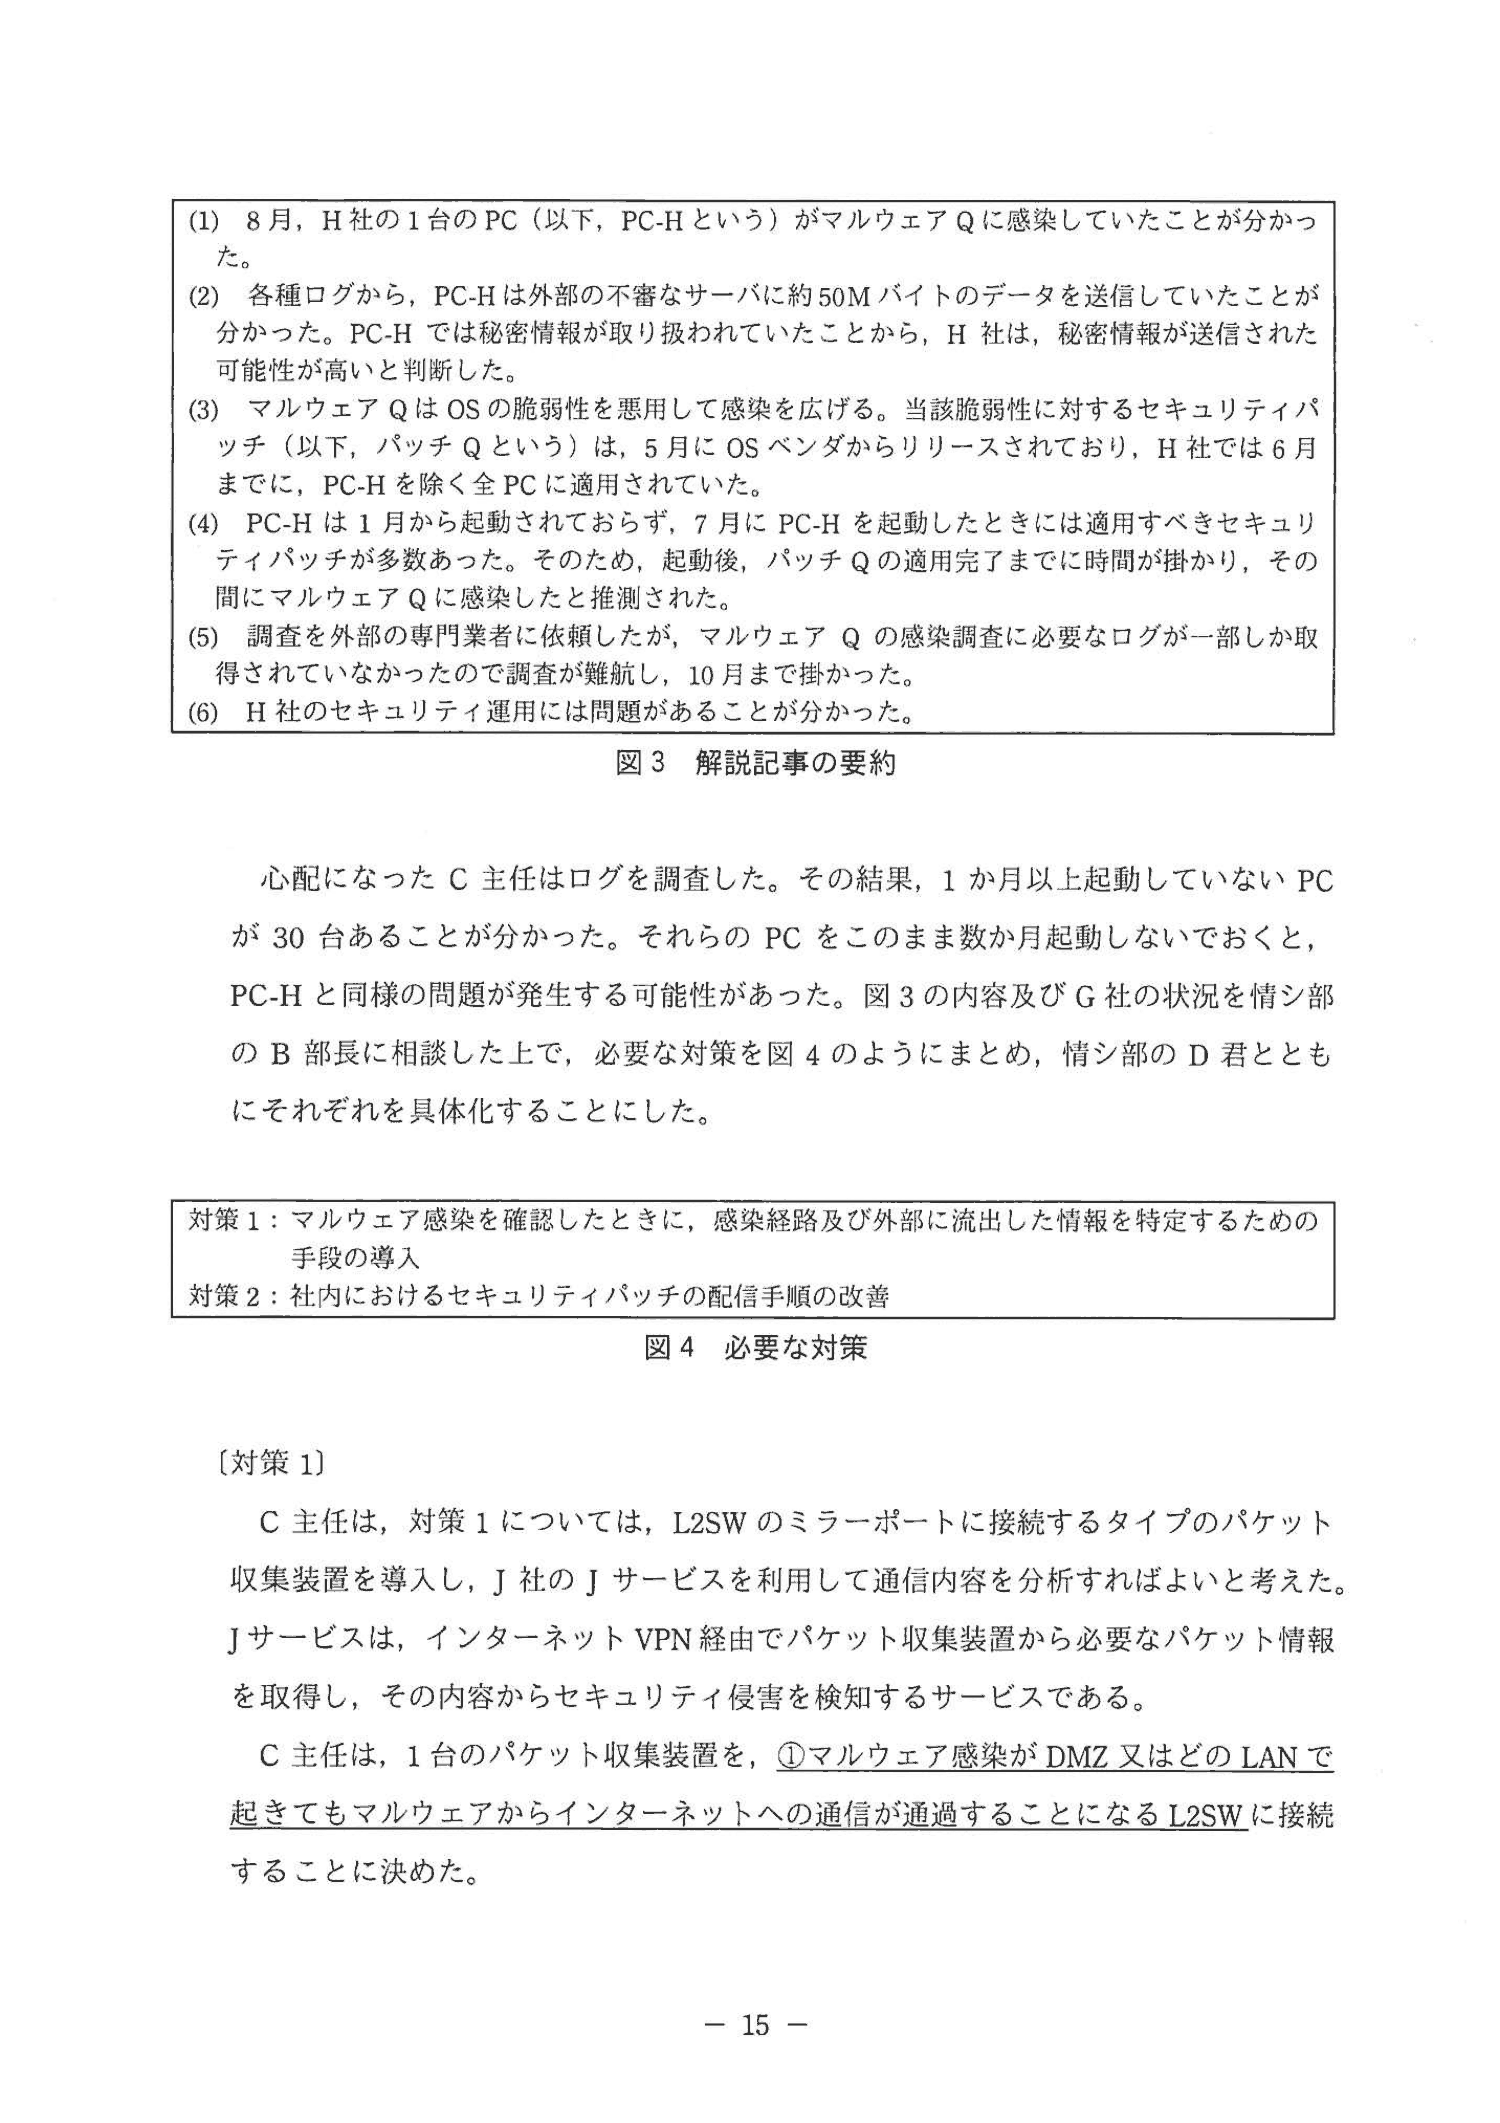 (1) 8月，H社の1台のPC（以下，PC-Hという）がマルウェアQに感染していたことが分かっ
た。
(2) 各種ログから，PC-Hは外部の不審なサーバに約50Mバイトのデータを送信していたことが
分かった。PC-Hでは秘密情報が取り扱われていたことから，H社は，秘密情報が送信された
可能性が高いと判断した。
(3) マルウェアQはOSの脆弱性を悪用して感染を広げる。当該脆弱性に対するセキュリティパ
ッチ（以下，パッチQという）は，5月にOSベンダからリリースされており，H社では6月
までに，PC-Hを除く全PCに適用されていた。
(4) PC-Hは1月から起動されておらず，7月にPC-Hを起動したときには適用すべきセキュリ
ティパッチが多数あった。そのため，起動後，パッチQの適用完了までに時間が掛かり，その
間にマルウェアQに感染したと推測された。
(5) 調査を外部の専門業者に依頼したが，マルウェアQの感染調査に必要なログが一部しか取
得されていなかったので調査が難航し，10月まで掛かった。
(6) H社のセキュリティ運用には問題があることが分かった。
図3 解説記事の要約
心配になったC主任はログを調査した。その結果，1か月以上起動していないPC
が30台あることが分かった。それらのPCをこのまま数か月起動しないでおくと，
PC-Hと同様の問題が発生する可能性があった。図3の内容及びG社の状況を情シ部
のB部長に相談した上で，必要な対策を図4のようにまとめ，情シ部のD君ととも
にそれぞれを具体化することにした。
対策1：マルウェア感染を確認したときに，感染経路及び外部に流出した情報を特定するための
手段の導入
対策2：社内におけるセキュリティパッチの配信手順の改善
図4 必要な対策
〔対策1〕
C主任は，対策1については，L2SWのミラーポートに接続するタイプのパケット
収集装置を導入し，J社のJサービスを利用して通信内容を分析すればよいと考えた。
Jサービスは，インターネットVPN経由でパケット収集装置から必要なパケット情報
を取得し，その内容からセキュリティ侵害を検知するサービスである。
C主任は，1台のパケット収集装置を，①マルウェア感染がDMZ又はどのLANで
起きてもマルウェアからインターネットへの通信が通過することになるL2SWに接続
することに決めた。
－ 15 －